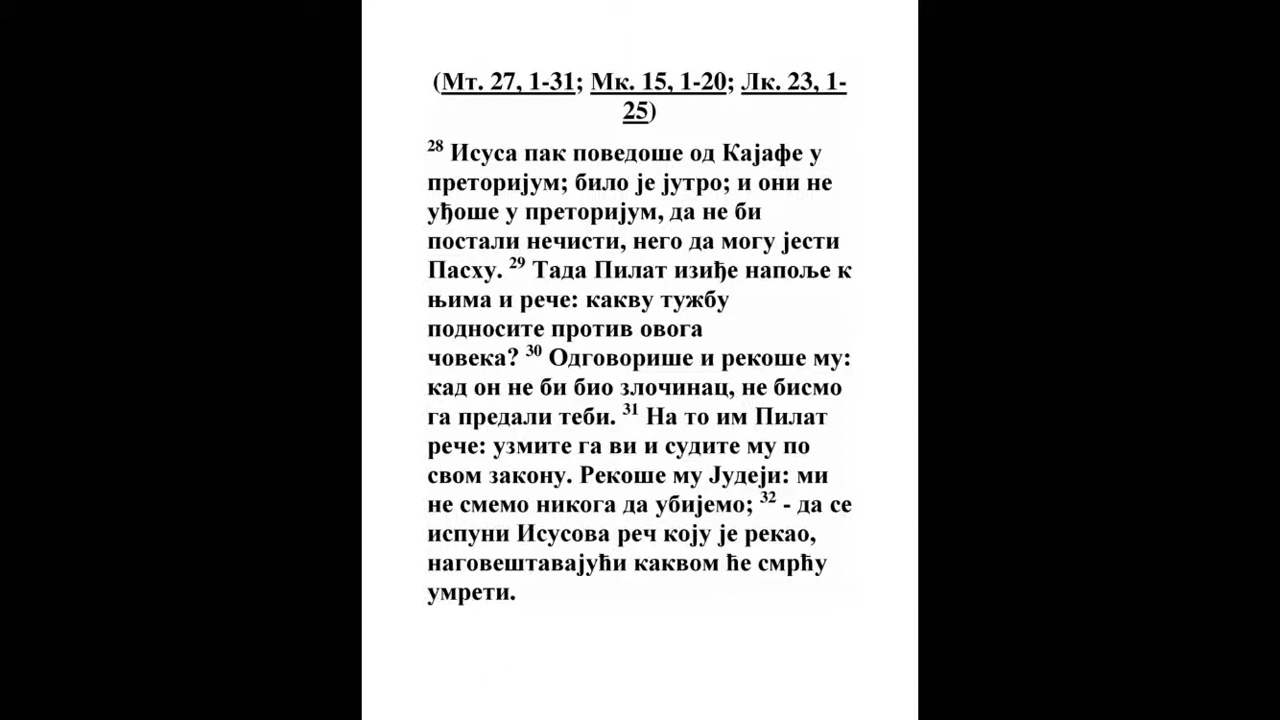 (Мт. 27, 1-31; Мк. 15, 1-20; Лк. 23, 1-
25)
28 Исуса пак поведоше од Кајафе у
преторијум; било је јутро; и они не
уђоше у преторијум, да не би
постали нечисти, него да могу јести
Пасху. 29 Тада Пилат изиђе напоље к
њима и рече: какву тужбу
подносите против овога
човека? 30 Одговорише и рекоше му:
кад он не би био злочинац, не бисмо
га предали теби. 31 На то им Пилат
рече: узмите га ви и судите му по
свом закону. Рекоше му Јудеји: ми
не смемо никога да убијемо; 32 - да се
испуни Исусова реч коју је рекао,
наговештавајући каквом ће смрћу
умрети.